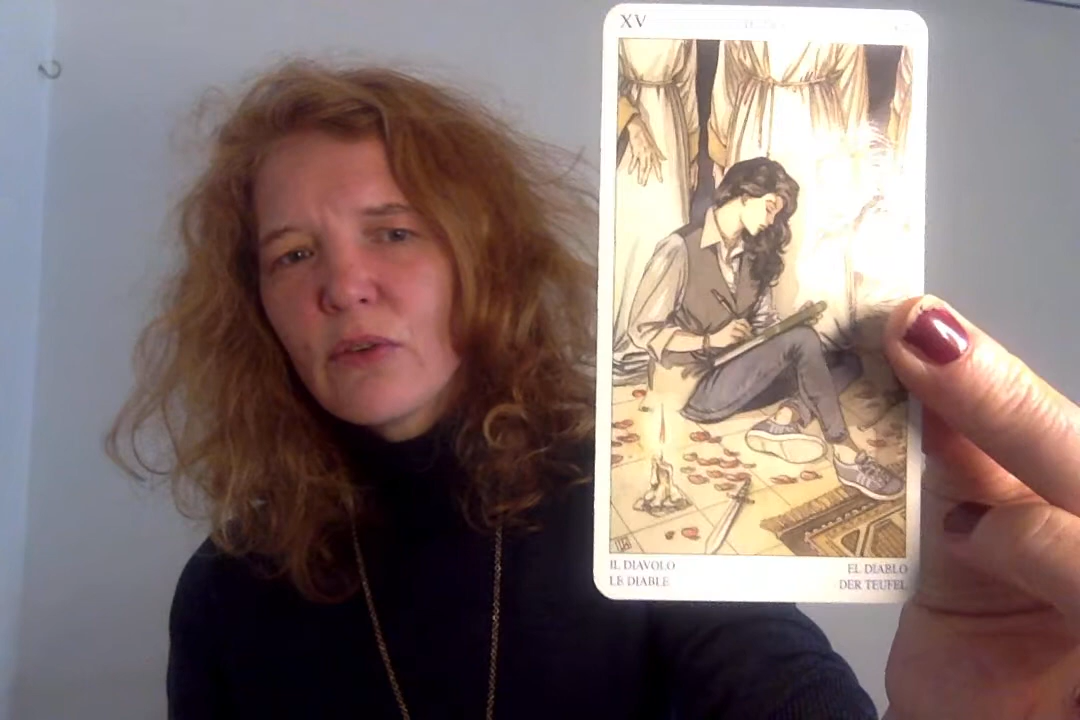 XV
IL DIAVOLO
LE DIABLE
EL DIABLO
DER TEUFEL